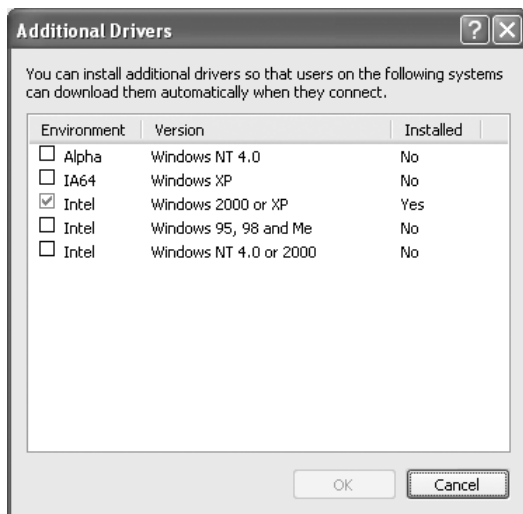 Additional Drivers
You can install additional drivers so that users on the following systems
can download them automatically when they connect.
Environment Version Installed
Alpha Windows NT 4.0 No
IA64 Windows XP No
Intel Windows 2000 or XP Yes
Intel Windows 95, 98 and Me No
Intel Windows NT 4.0 or 2000 No
OK Cancel